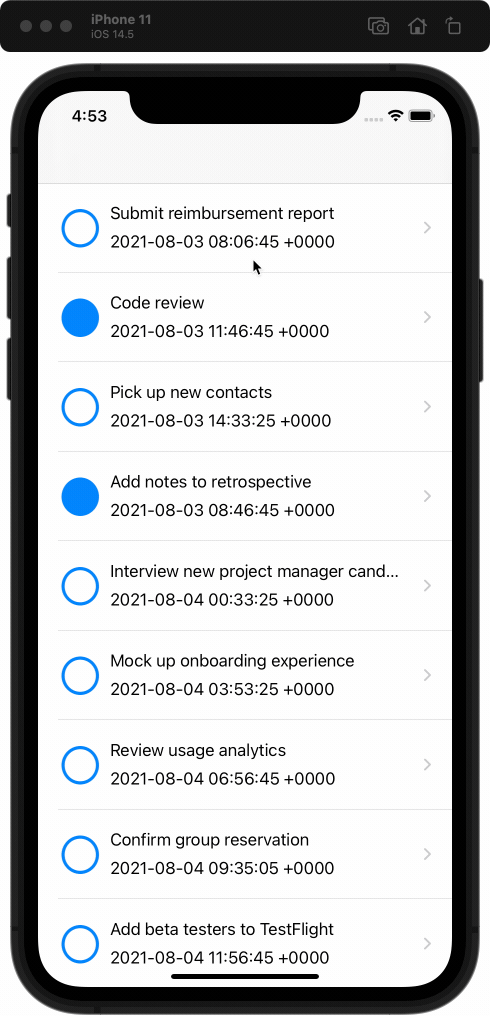 iPhone 11
iOS 14.5
4:53
Submit reimbursement report
2021-08-03 08:06:45 +0000
Code review
2021-08-03 11:46:45 +0000
Pick up new contacts
2021-08-03 14:33:25 +0000
Add notes to retrospective
2021-08-03 08:46:45 +0000
Interview new project manager cand...
2021-08-04 00:33:25 +0000
Mock up onboarding experience
2021-08-04 03:53:25 +0000
Review usage analytics
2021-08-04 06:56:45 +0000
Confirm group reservation
2021-08-04 09:35:05 +0000
Add beta testers to TestFlight
2021-08-04 11:56:45 +0000